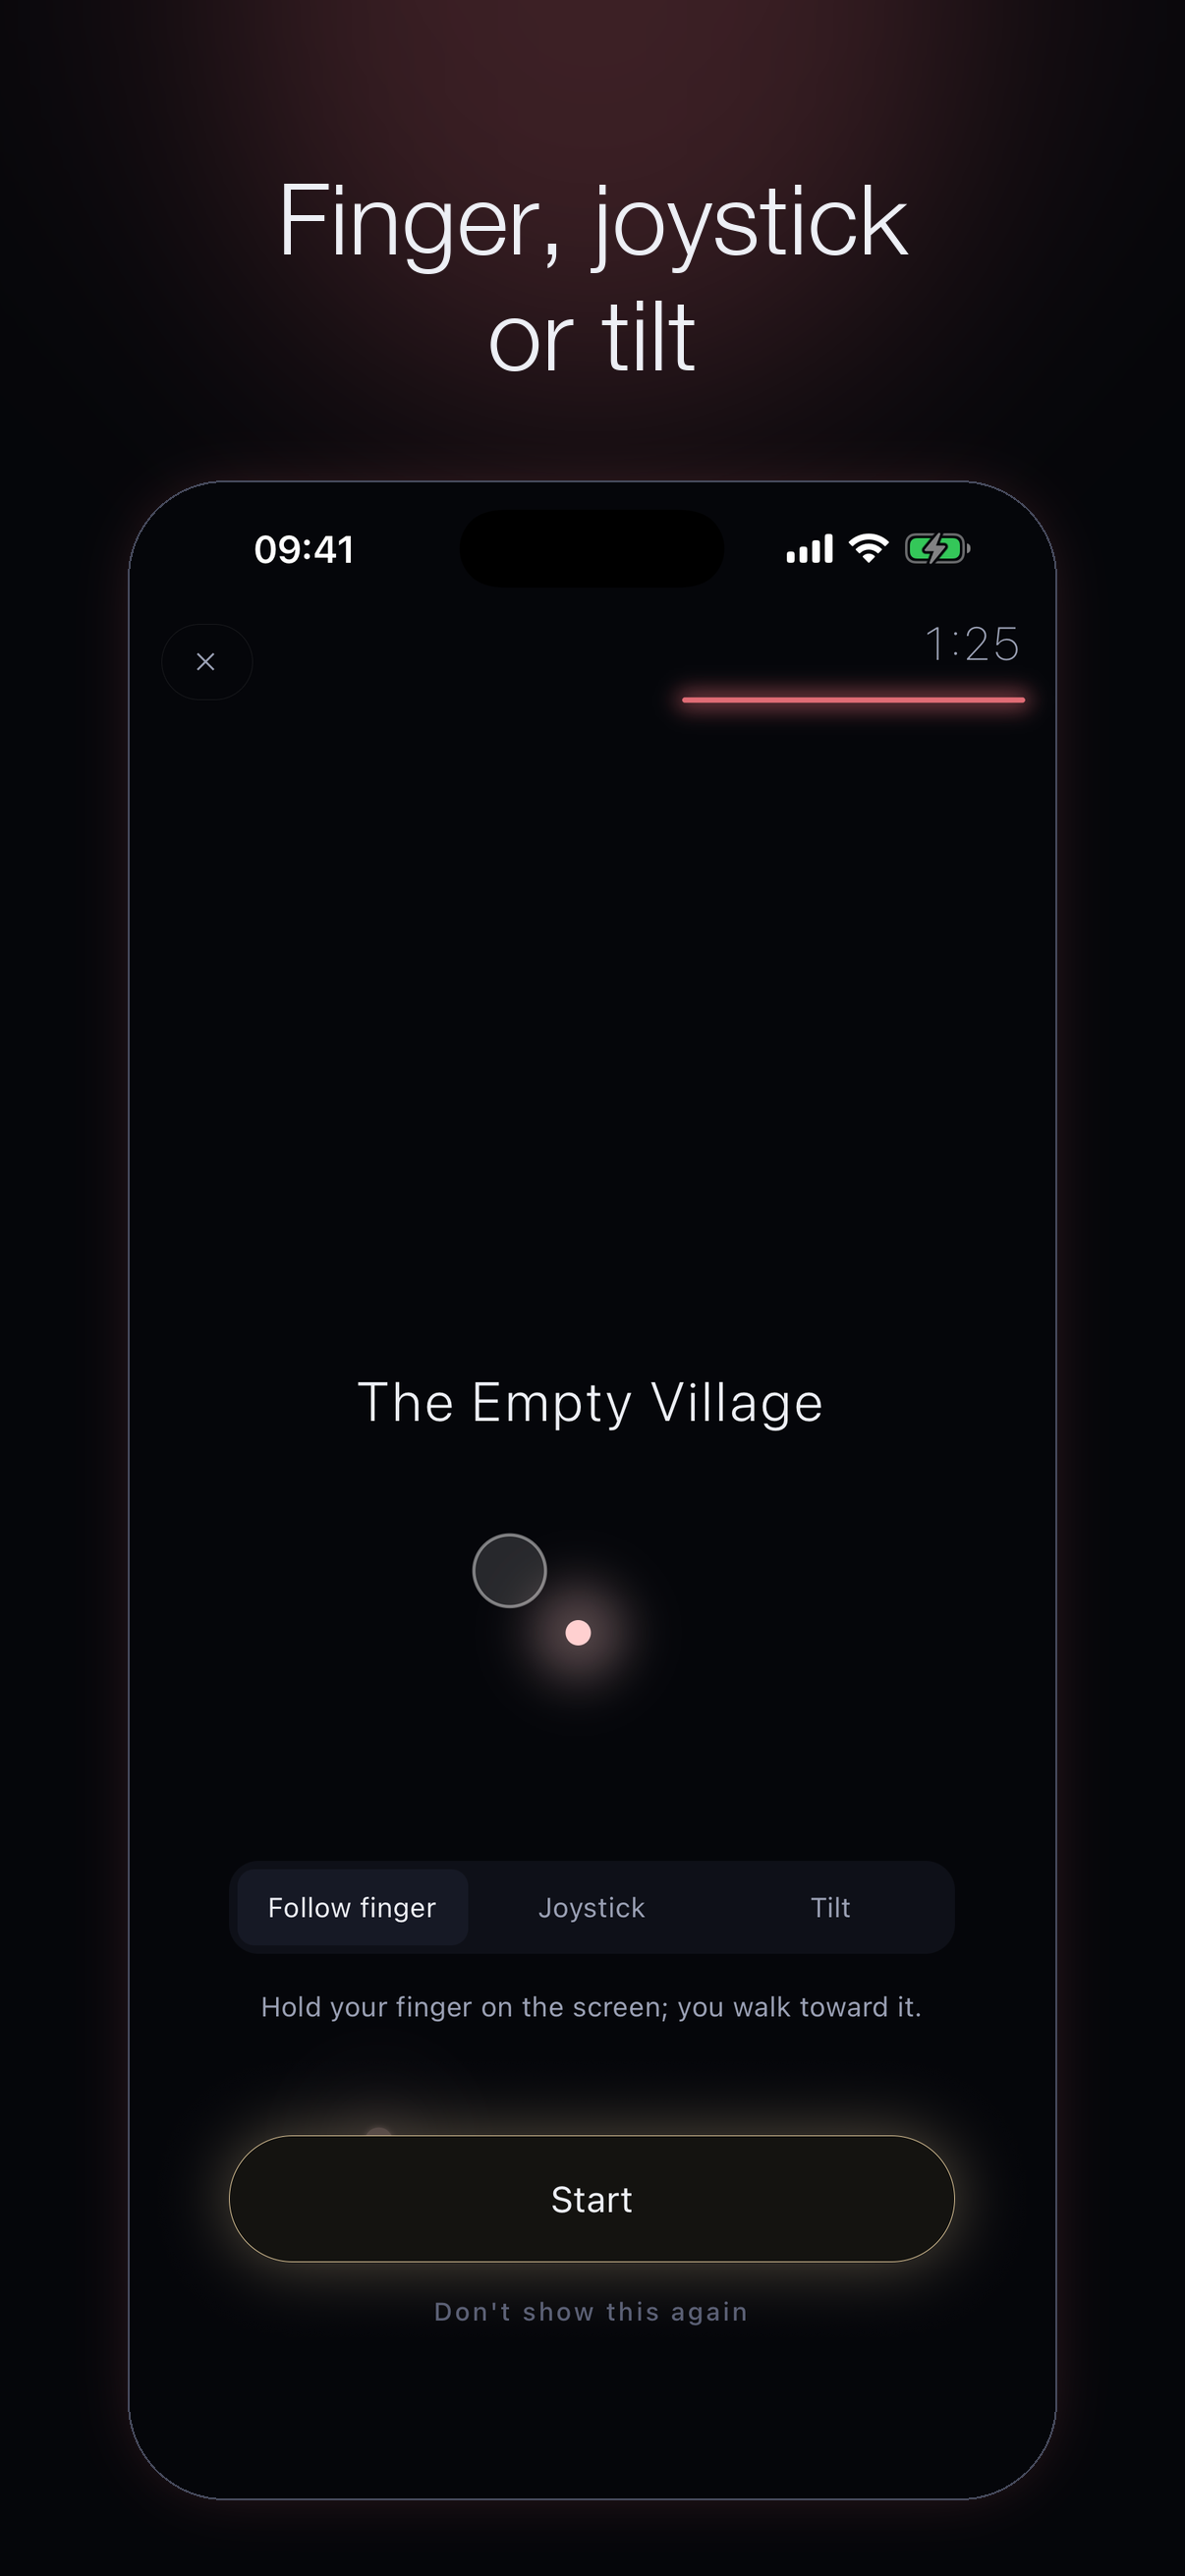 Finger, joystick
or tilt
09:41
1:25
The Empty Village
Follow finger Joystick Tilt
Hold your finger on the screen; you walk toward it.
Start
Don't show this again